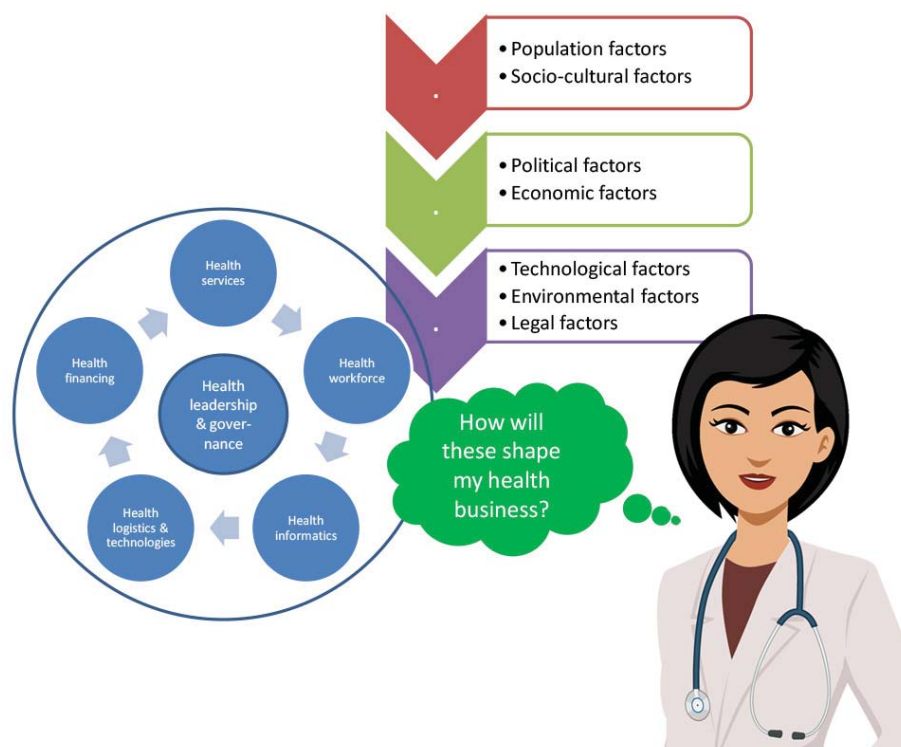 • Population factors
• Socio-cultural factors
• Political factors
• Economic factors
• Technological factors
• Environmental factors
• Legal factors
Health
services
Health
workforce
Health
informatics
Health
logistics &
technologies
Health
financing
Health
leadership
& gover-
nance
How will
these shape
my health
business?